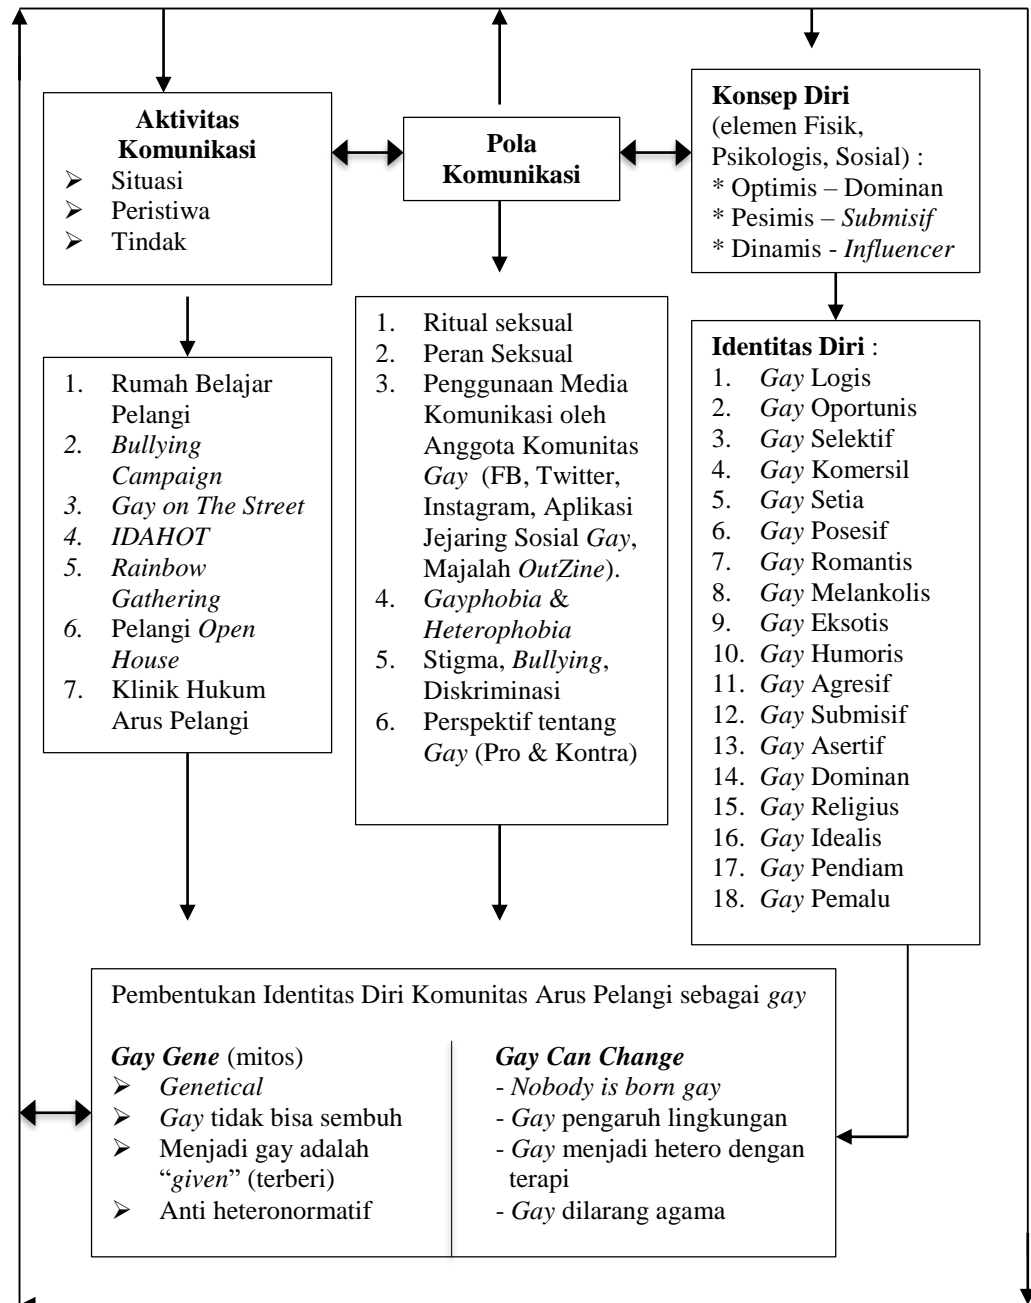 Aktivitas
Komunikasi
➢ Situasi
➢ Peristiwa
➢ Tindak
Pola
Komunikasi
Konsep Diri
(elemen Fisik,
Psikologis, Sosial) :
* Optimis – Dominan
* Pesimis – Submisif
* Dinamis - Influencer
1. Rumah Belajar
Pelangi
2. Bullying
Campaign
3. Gay on The Street
4. IDAHOT
5. Rainbow
Gathering
6. Pelangi Open
House
7. Klinik Hukum
Arus Pelangi
1. Ritual seksual
2. Peran Seksual
3. Penggunaan Media
Komunikasi oleh
Anggota Komunitas
Gay (FB, Twitter,
Instagram, Aplikasi
Jejaring Sosial Gay,
Majalah OutZine).
4. Gayphobia &
Heterophobia
5. Stigma, Bullying,
Diskriminasi
6. Perspektif tentang
Gay (Pro & Kontra)
Identitas Diri :
1. Gay Logis
2. Gay Oportunis
3. Gay Selektif
4. Gay Komersil
5. Gay Setia
6. Gay Posesif
7. Gay Romantis
8. Gay Melankolis
9. Gay Eksotis
10. Gay Humoris
11. Gay Agresif
12. Gay Submisif
13. Gay Asertif
14. Gay Dominan
15. Gay Religius
16. Gay Idealis
17. Gay Pendiam
18. Gay Pemalu
Pembentukan Identitas Diri Komunitas Arus Pelangi sebagai gay
Gay Gene (mitos)
➢ Genetical
➢ Gay tidak bisa sembuh
➢ Menjadi gay adalah
“given” (terberi)
➢ Anti heteronormatif
Gay Can Change
- Nobody is born gay
- Gay pengaruh lingkungan
- Gay menjadi hetero dengan
terapi
- Gay dilarang agama